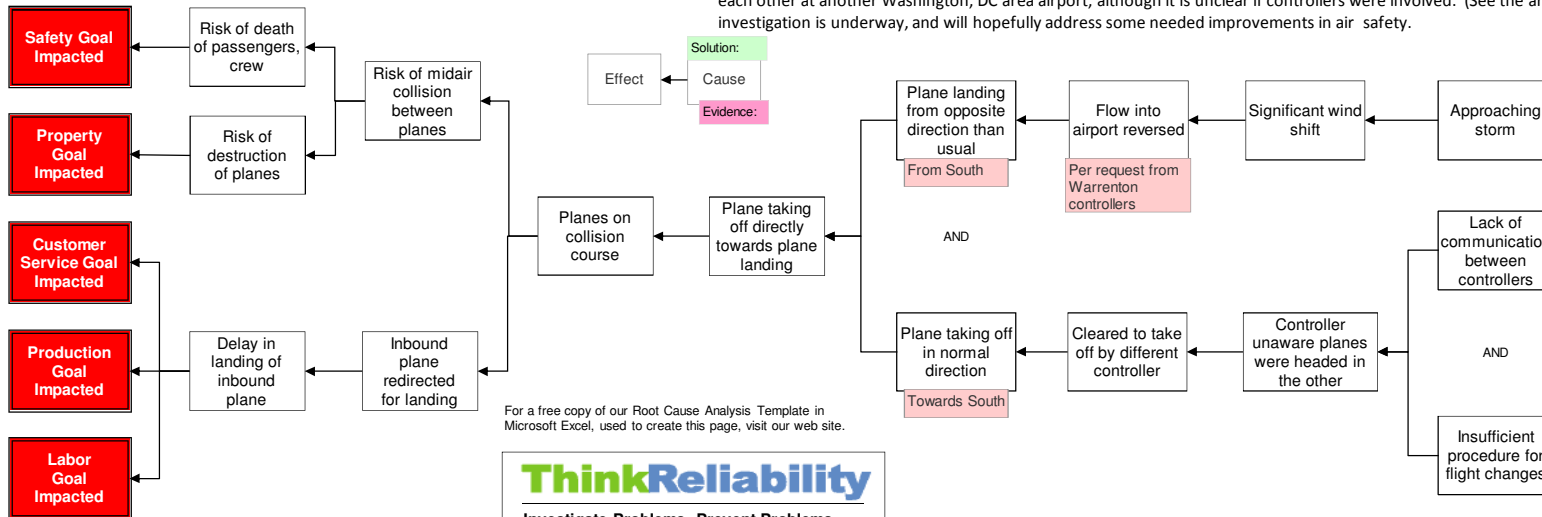 each other at another Washington, DC area airport, although it is unclear if controllers were involved. (See the
investigation is underway, and will hopefully address some needed improvements in air safety.
Safety Goal
Impacted
Risk of death
of passengers,
crew
Risk of midair
collision
between
planes
Property
Goal
Impacted
Risk of
destruction
of planes
Solution:
Effect
Cause
Evidence:
Plane landing
from opposite
direction than
usual
From South
Flow into
airport reversed
Per request from
Warrenton
controllers
Significant wind
shift
Approaching
storm
Customer
Service Goal
Impacted
Planes on
collision
course
Plane taking
off directly
towards plane
landing
AND
Lack of
communicatio
between
controllers
Production
Goal
Impacted
Delay in
landing of
inbound
plane
Inbound
plane
redirected
for landing
Plane taking off
in normal
direction
Towards South
Cleared to take
off by different
controller
Controller
unaware planes
were headed in
the other
AND
Insufficient
procedure for
flight changes
Labor
Goal
Impacted
For a free copy of our Root Cause Analysis Template in
Microsoft Excel, used to create this page, visit our web site.
ThinkReliability
Investigate Problems. Prevent Problems.